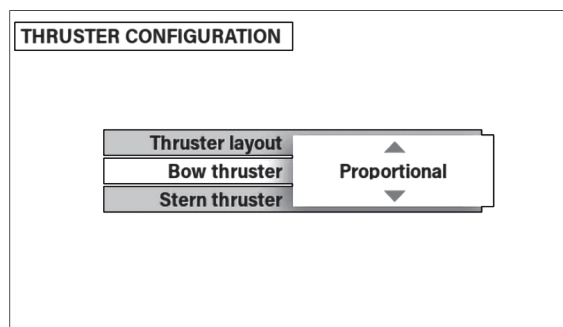 THRUSTER CONFIGURATION
Thruster layout
Bow thruster Proportional
Stern thruster